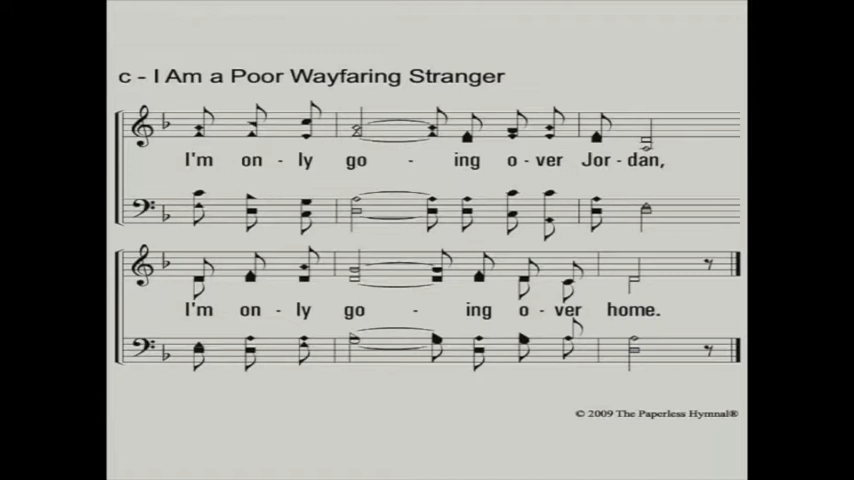 c - I Am a Poor Wayfaring Stranger
I'm on - ly go - ing o - ver Jor - dan,
I'm on - ly go - ing o - ver home.
© 2009 The Paperless Hymnal®